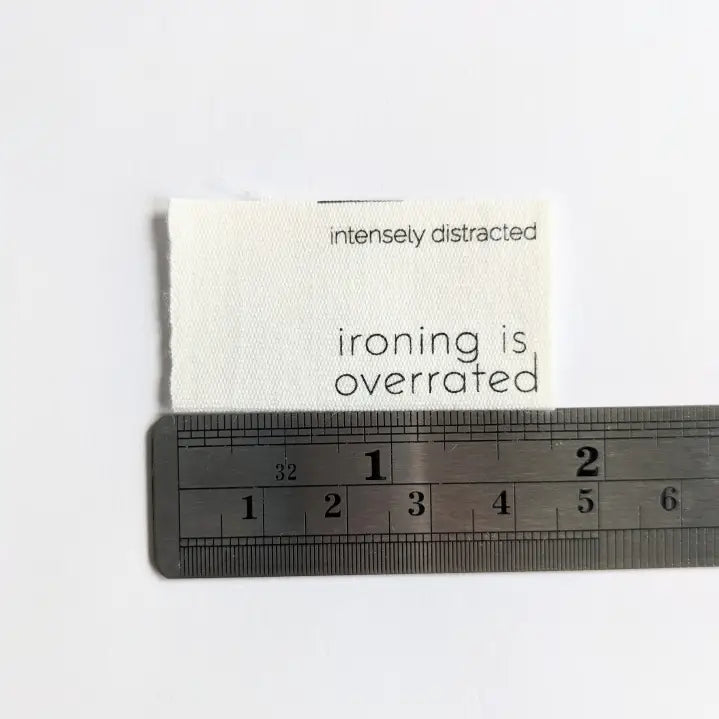 intensely distracted
ironing is
overrated
32 1 2
1 2 3 4 5 6